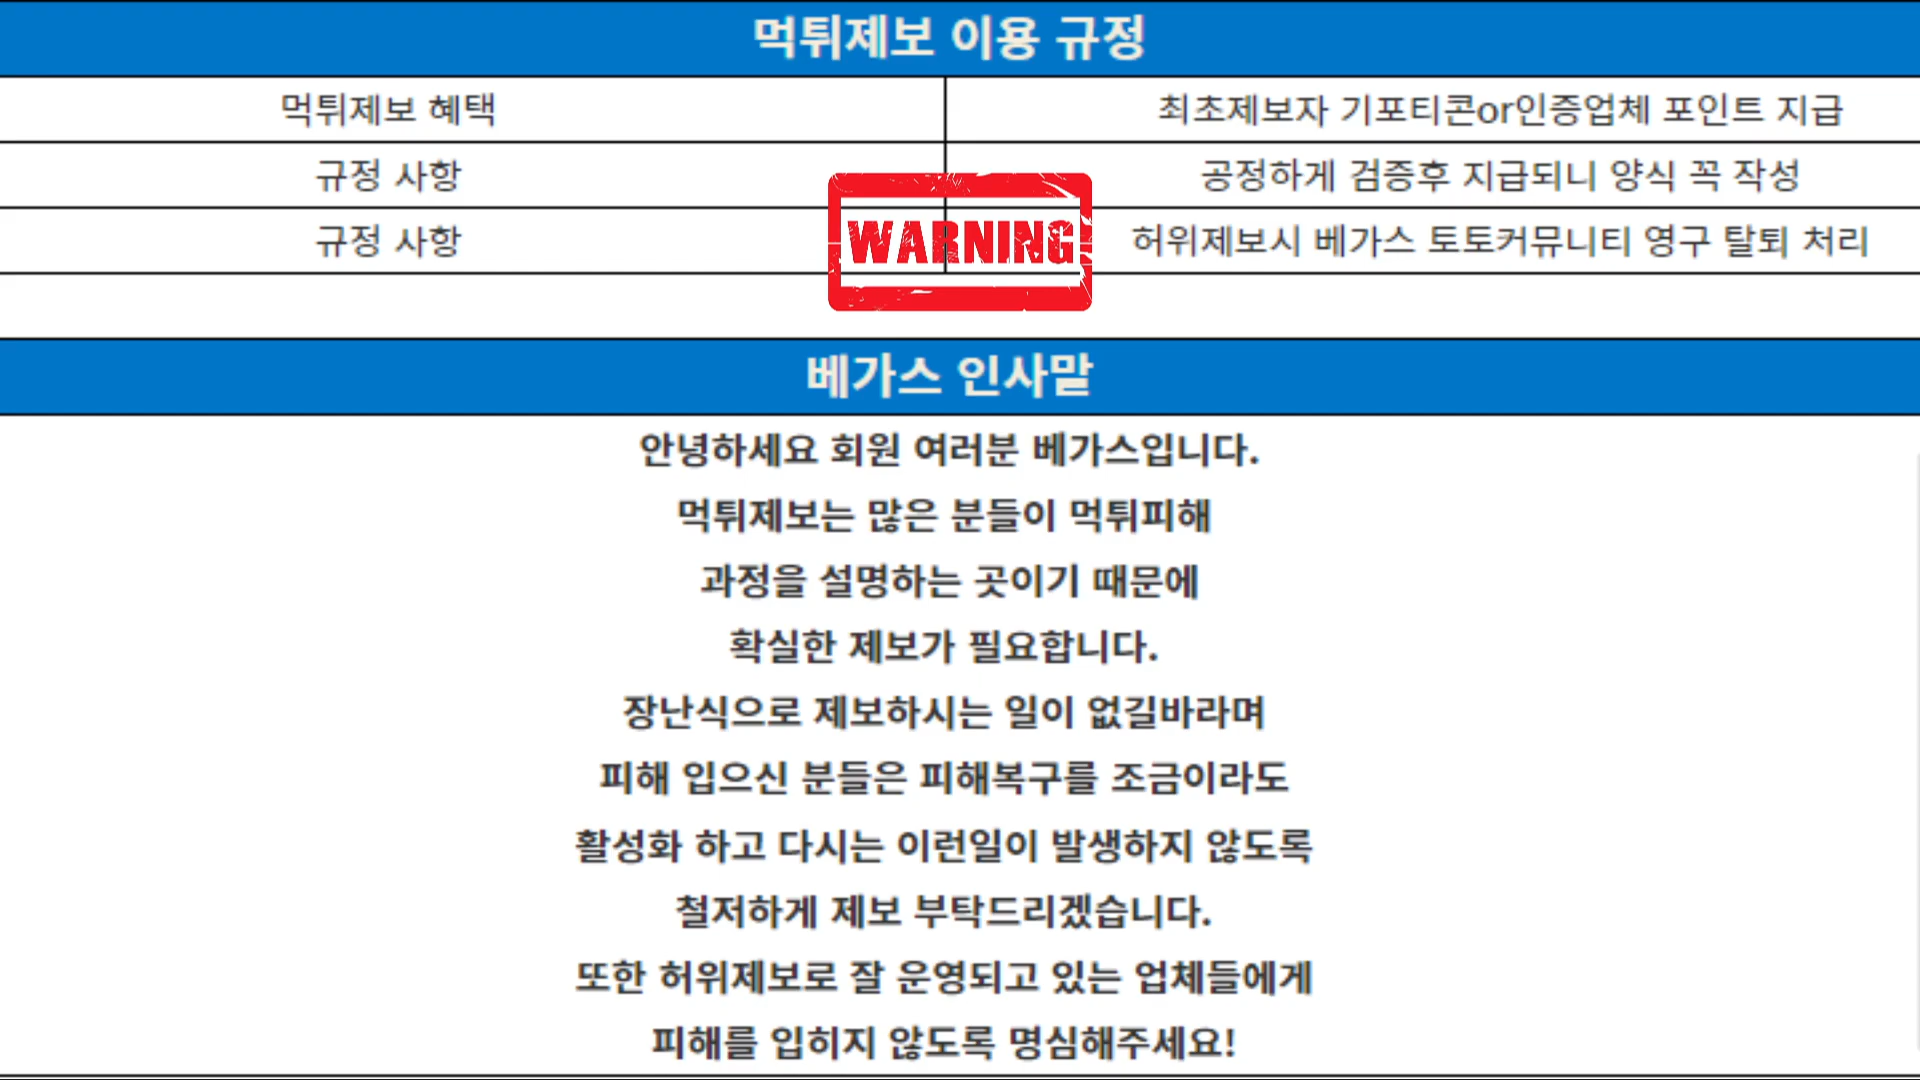 먹튀제보 이용 규정
먹튀제보 혜택 최초제보자 기포티콘or인증업체 포인트 지급
규정 사항 공정하게 검증후 지급되니 양식 꼭 작성
WARNING
규정 사항 허위제보시 베가스 토토커뮤니티 영구 탈퇴 처리
베가스 인사말
안녕하세요 회원 여러분 베가스입니다.
먹튀제보는 많은 분들이 먹튀피해
과정을 설명하는 곳이기 때문에
확실한 제보가 필요합니다.
장난식으로 제보하시는 일이 없길바라며
피해 입으신 분들은 피해복구를 조금이라도
활성화 하고 다시는 이런일이 발생하지 않도록
철저하게 제보 부탁드리겠습니다.
또한 허위제보로 잘 운영되고 있는 업체들에게
피해를 입히지 않도록 명심해주세요!